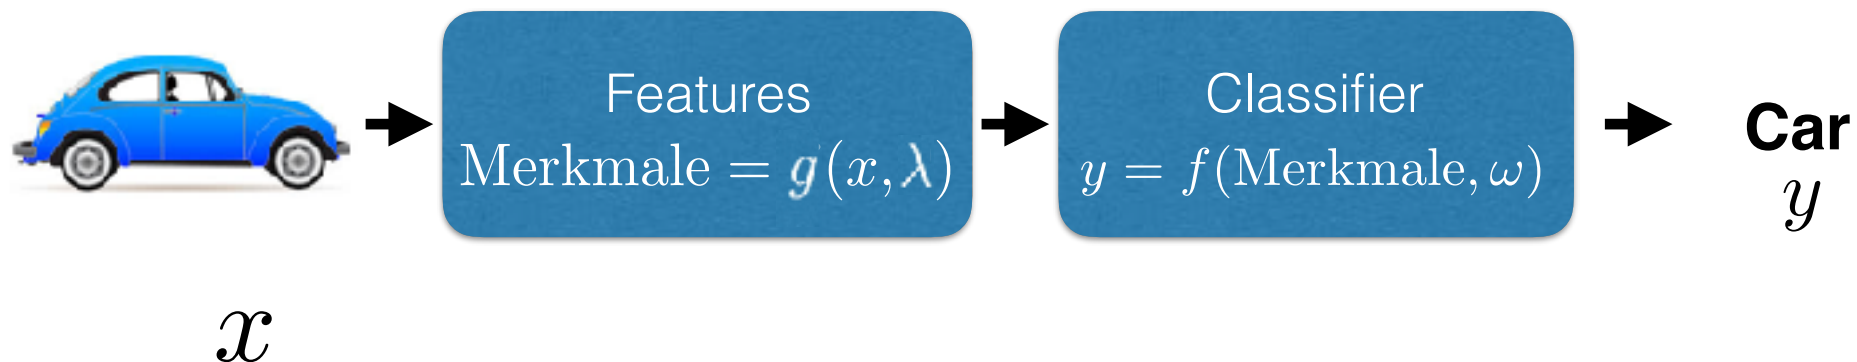 Features
Merkmale = g(x, λ)
Classifier
y = f(Merkmale, ω)
Car
y
x